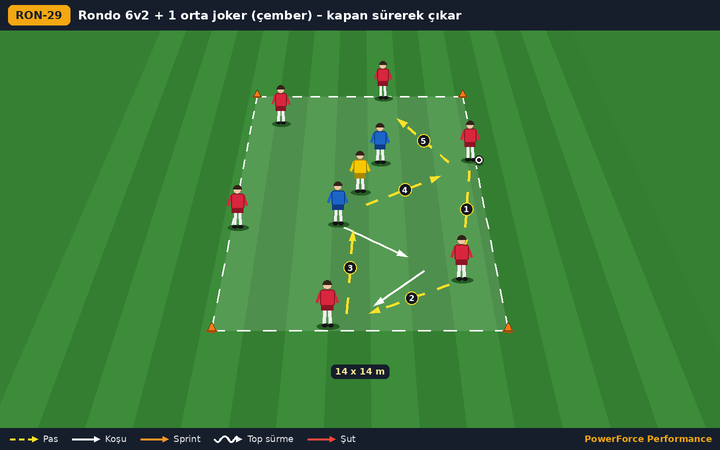 RON-29 Rondo 6v2 + 1 orta joker (çember) – kapan sürerek çıkar
5
4
1
3
2
14 x 14 m
Pas Koşu Sprint Top sürme Şut PowerForce Performance